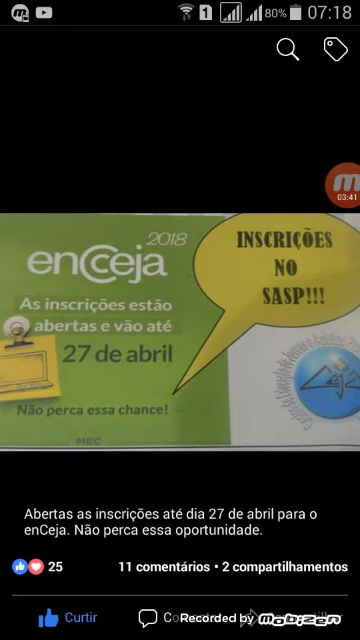 1 80% 07:18
03:41
2018
encceja
INSCRIÇÕES
NO
SASP!!!
As inscrições estão
abertas e vão até
27 de abril
Não perca essa chance!
MEC
Abertas as inscrições até dia 27 de abril para o
enCeja. Não perca essa oportunidade.
25 11 comentários • 2 compartilhamentos
Curtir
Recorded by MOBIZEN